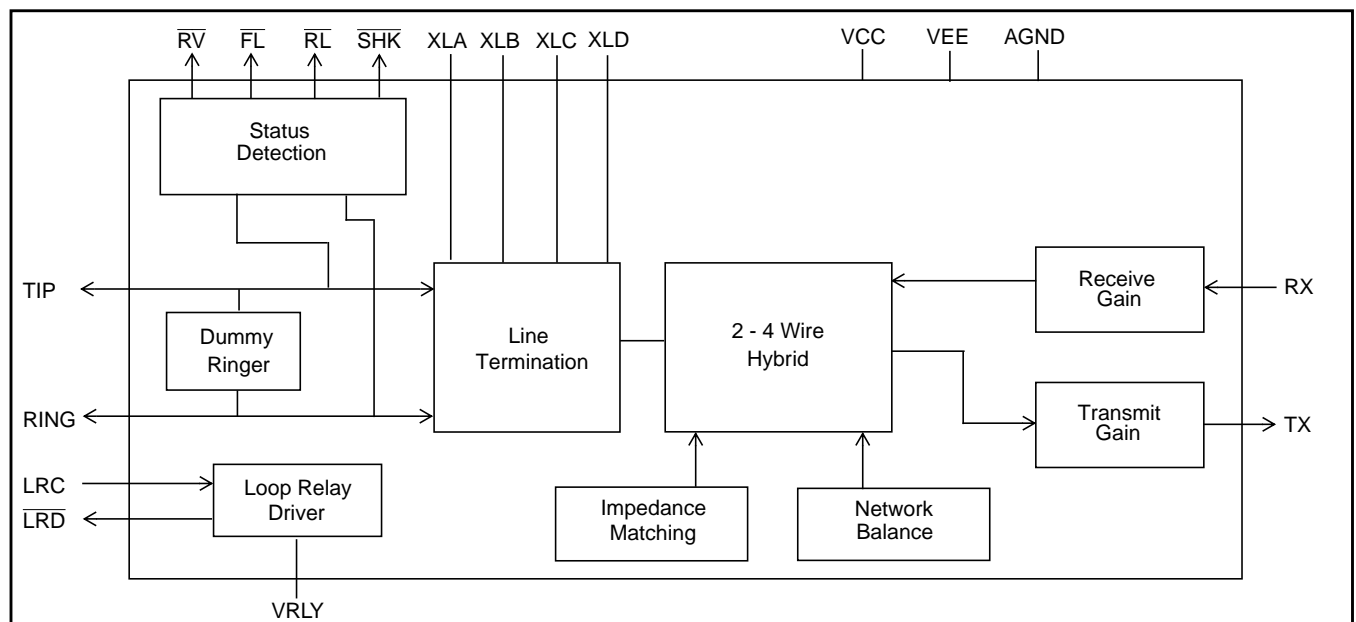 RV FL RL SHK XLA XLB XLC XLD VCC VEE AGND
Status
Detection
TIP
Dummy
Ringer
Line
Termination
2 - 4 Wire
Hybrid
Receive
Gain
RX
RING
Transmit
Gain
TX
LRC
LRD
Loop Relay
Driver
Impedance
Matching
Network
Balance
VRLY